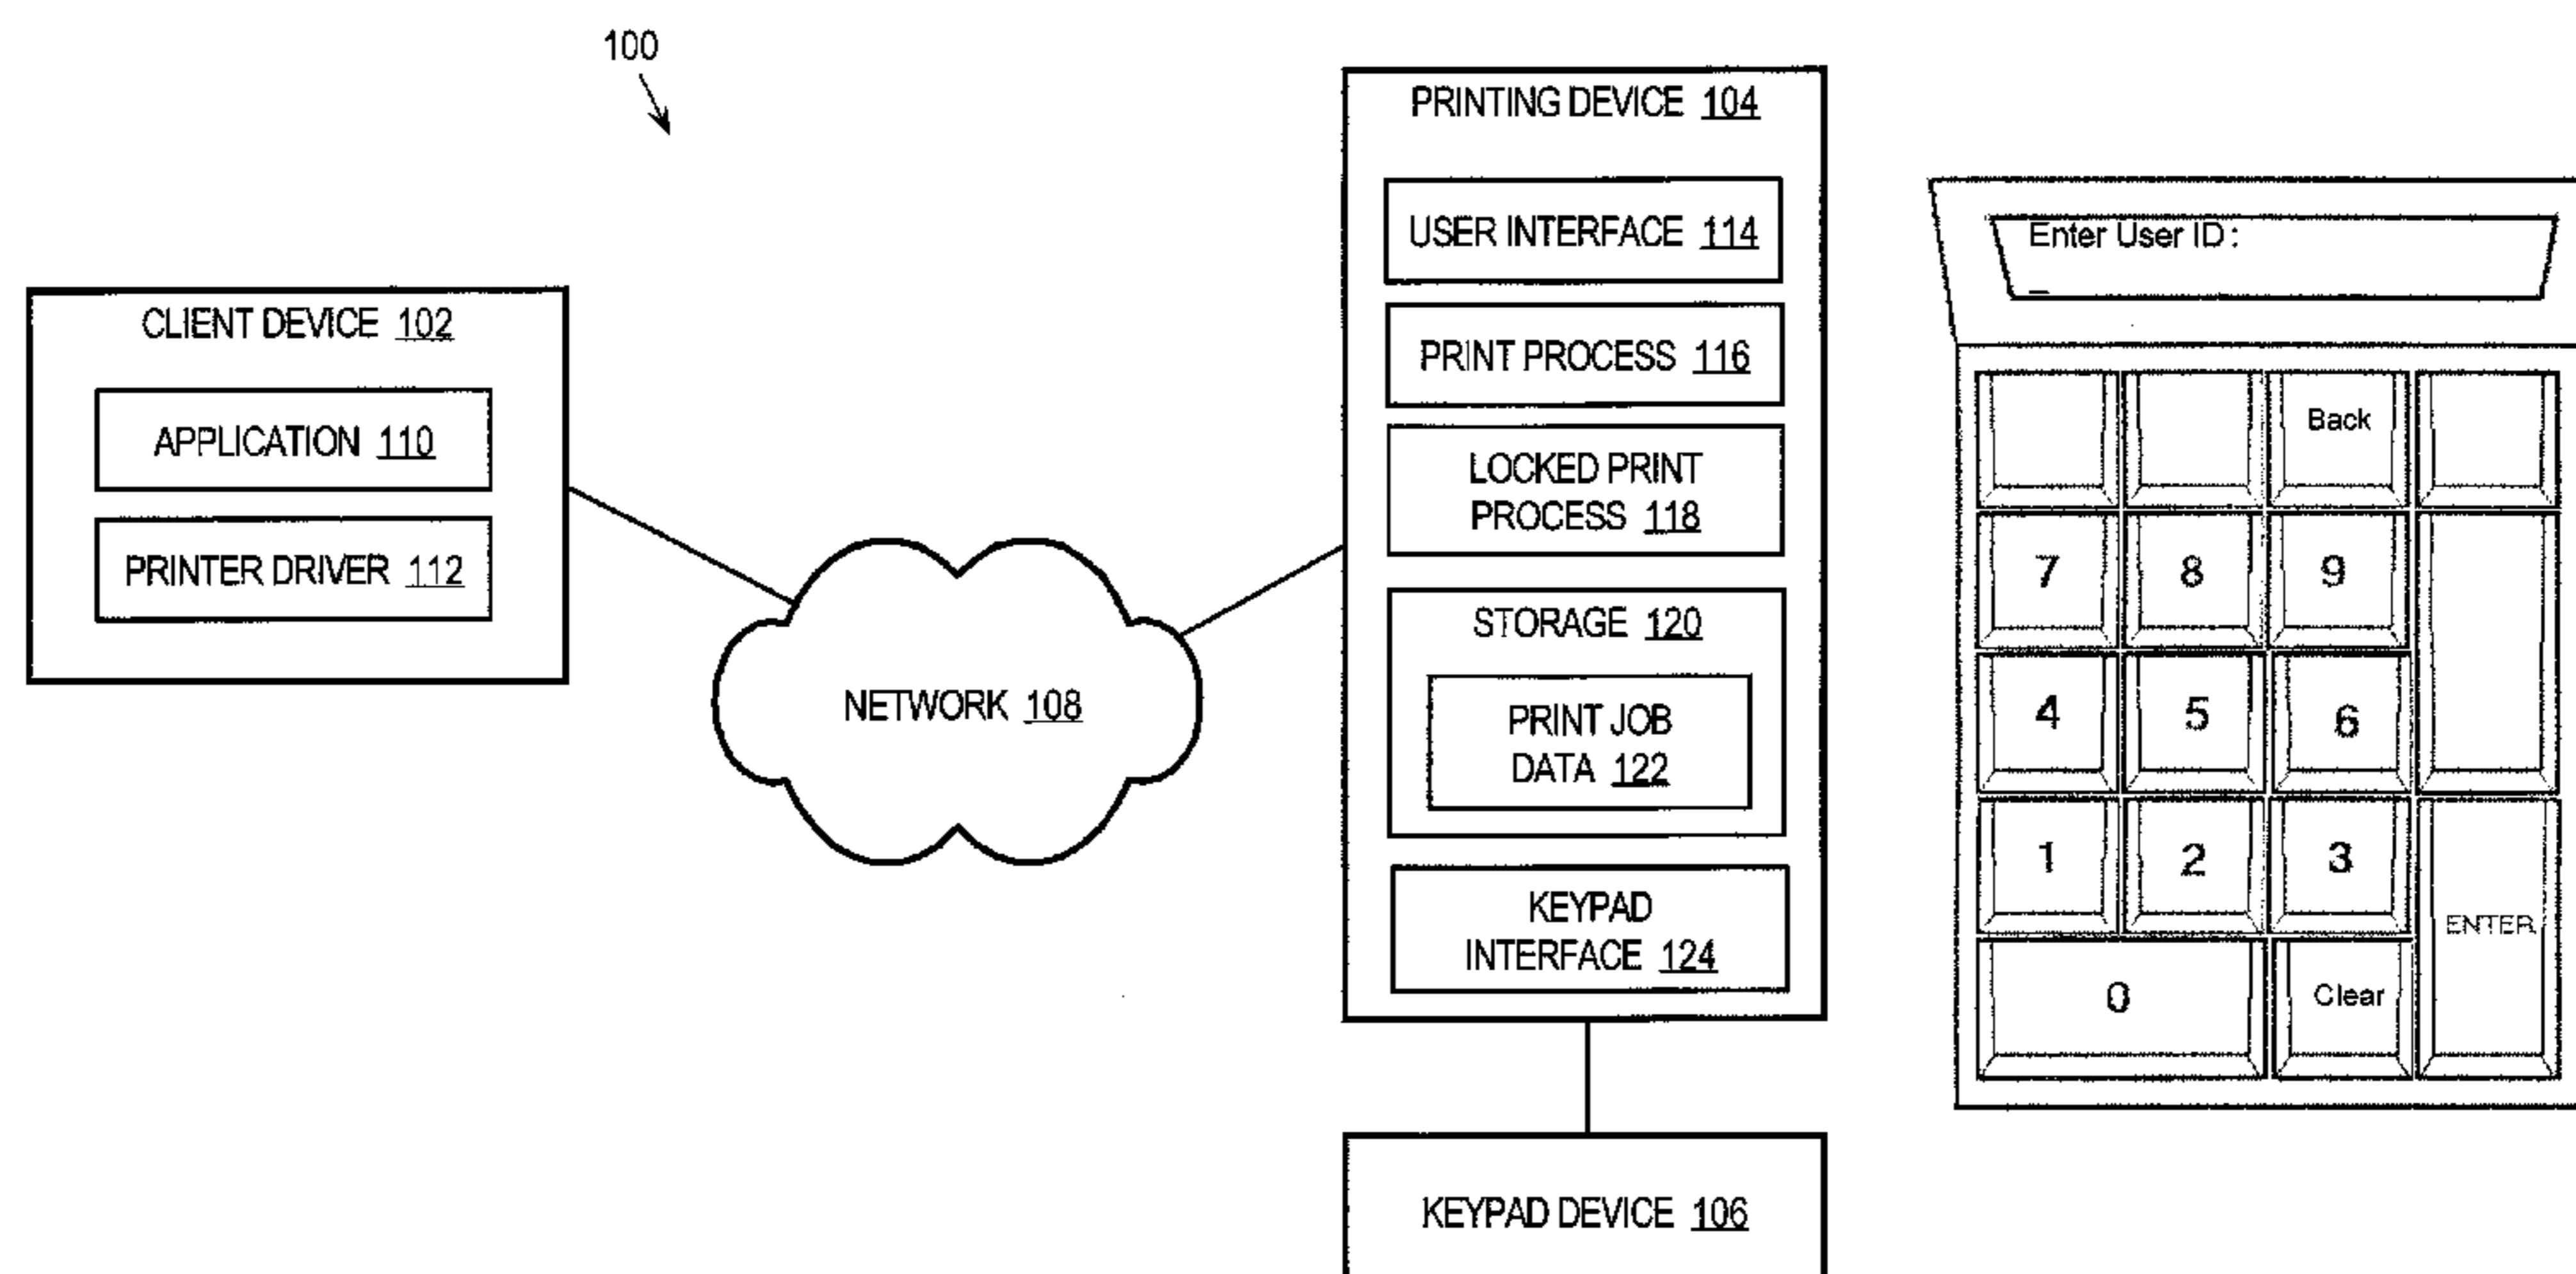 100
CLIENT DEVICE 102
APPLICATION 110
PRINTER DRIVER 112
NETWORK 108
PRINTING DEVICE 104
USER INTERFACE 114
PRINT PROCESS 116
LOCKED PRINT
PROCESS 118
STORAGE 120
PRINT JOB
DATA 122
KEYPAD
INTERFACE 124
KEYPAD DEVICE 106
Enter User ID :
_
Back
7 8 9
4 5 6
1 2 3
ENTER
0 Clear